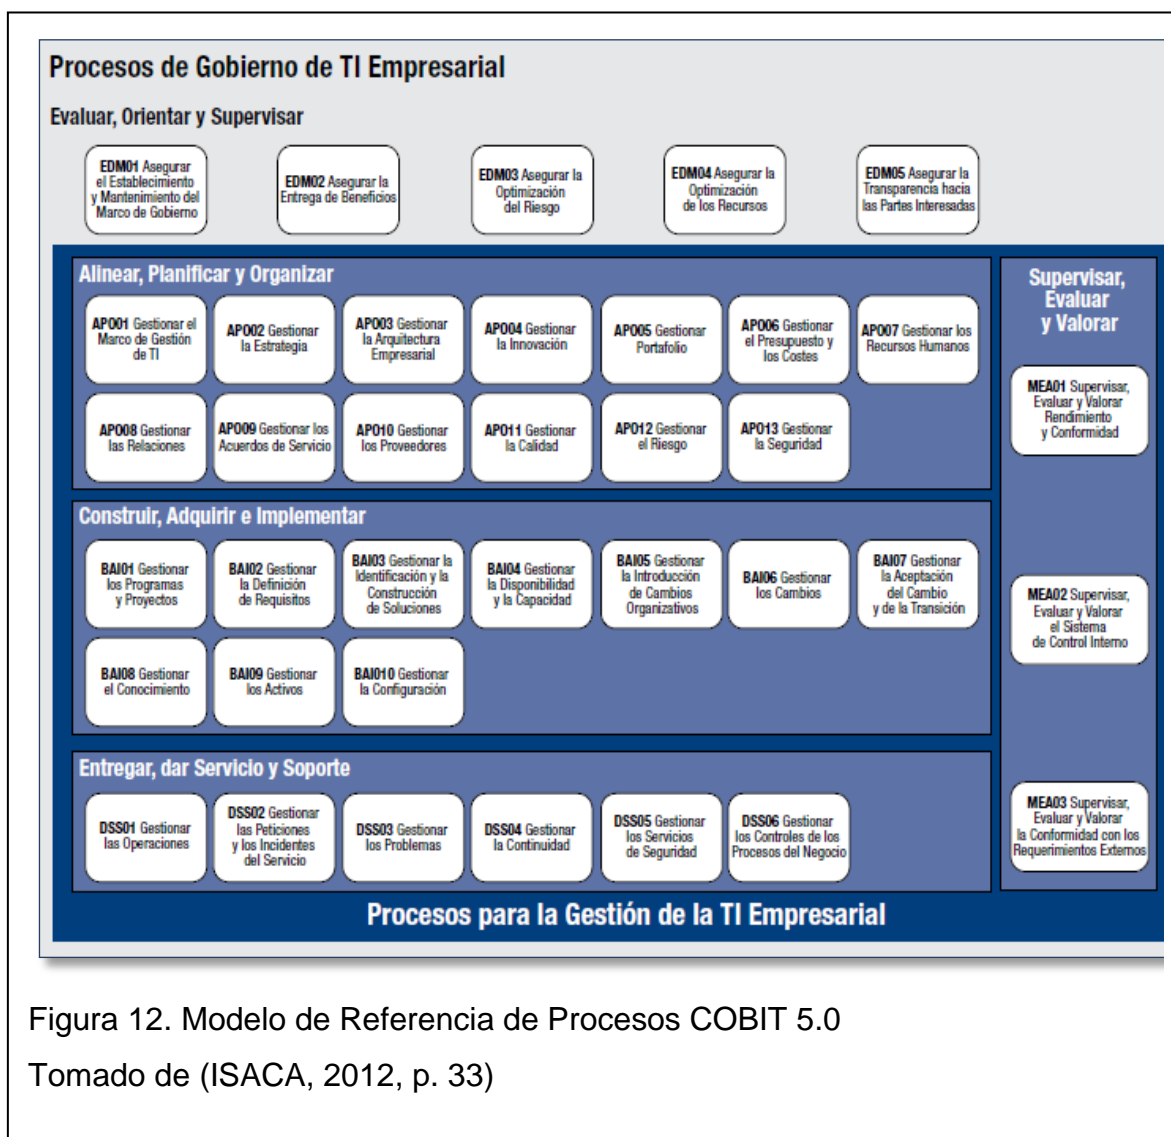 Procesos de Gobierno de TI Empresarial
Evaluar, Orientar y Supervisar
EDM01 Asegurar
el Establecimiento
y Mantenimiento del
Marco de Gobierno
EDM02 Asegurar la
Entrega de Beneficios
EDM03 Asegurar la
Optimización
del Riesgo
EDM04 Asegurar la
Optimización
de los Recursos
EDM05 Asegurar la
Transparencia hacia
las Partes Interesadas
Alinear, Planificar y Organizar
APO01 Gestionar el
Marco de Gestión
de TI
APO02 Gestionar
la Estrategia
APO03 Gestionar
la Arquitectura
Empresarial
APO04 Gestionar
la Innovación
APO05 Gestionar
Portafolio
APO06 Gestionar
el Presupuesto y
los Costes
APO07 Gestionar los
Recursos Humanos
APO08 Gestionar
las Relaciones
APO09 Gestionar los
Acuerdos de Servicio
APO10 Gestionar
los Proveedores
APO11 Gestionar
la Calidad
APO12 Gestionar
el Riesgo
APO13 Gestionar
la Seguridad
Construir, Adquirir e Implementar
BAI01 Gestionar
los Programas
y Proyectos
BAI02 Gestionar
la Definición
de Requisitos
BAI03 Gestionar la
Identificación y la
Construcción
de Soluciones
BAI04 Gestionar
la Disponibilidad
y la Capacidad
BAI05 Gestionar
la Introducción
de Cambios
Organizativos
BAI06 Gestionar
los Cambios
BAI07 Gestionar
la Aceptación
del Cambio
y de la Transición
BAI08 Gestionar
el Conocimiento
BAI09 Gestionar
los Activos
BAI010 Gestionar
la Configuración
Entregar, dar Servicio y Soporte
DSS01 Gestionar
las Operaciones
DSS02 Gestionar
las Peticiones
y los Incidentes
del Servicio
DSS03 Gestionar
los Problemas
DSS04 Gestionar
la Continuidad
DSS05 Gestionar
los Servicios
de Seguridad
DSS06 Gestionar
los Controles de los
Procesos del Negocio
Supervisar,
Evaluar
y Valorar
MEA01 Supervisar,
Evaluar y Valorar
Rendimiento
y Conformidad
MEA02 Supervisar,
Evaluar y Valorar
el Sistema
de Control Interno
MEA03 Supervisar,
Evaluar y Valorar
la Conformidad con los
Requerimientos Externos
Procesos para la Gestión de la TI Empresarial
Figura 12. Modelo de Referencia de Procesos COBIT 5.0
Tomado de (ISACA, 2012, p. 33)